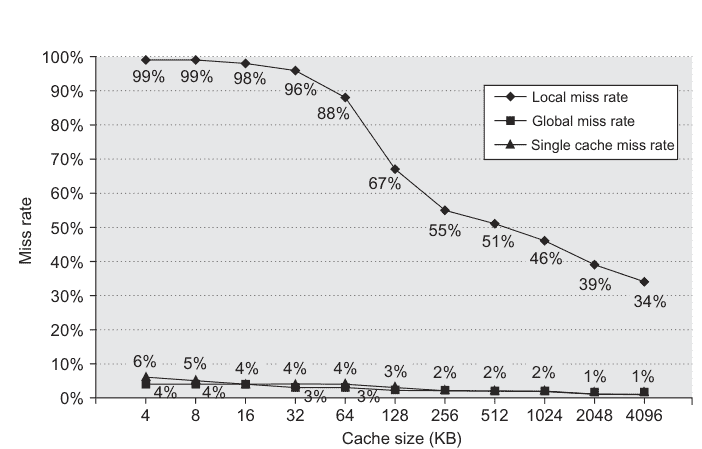 100%
90%
80%
70%
60%
50%
40%
30%
20%
10%
0%
Miss rate
99% 99% 98% 96% 88% 67% 55% 51% 46% 39% 34%
Local miss rate
Global miss rate
Single cache miss rate
6% 5% 4% 4% 4% 3% 2% 2% 2% 1% 1%
4% 4% 3% 3%
4 8 16 32 64 128 256 512 1024 2048 4096
Cache size (KB)